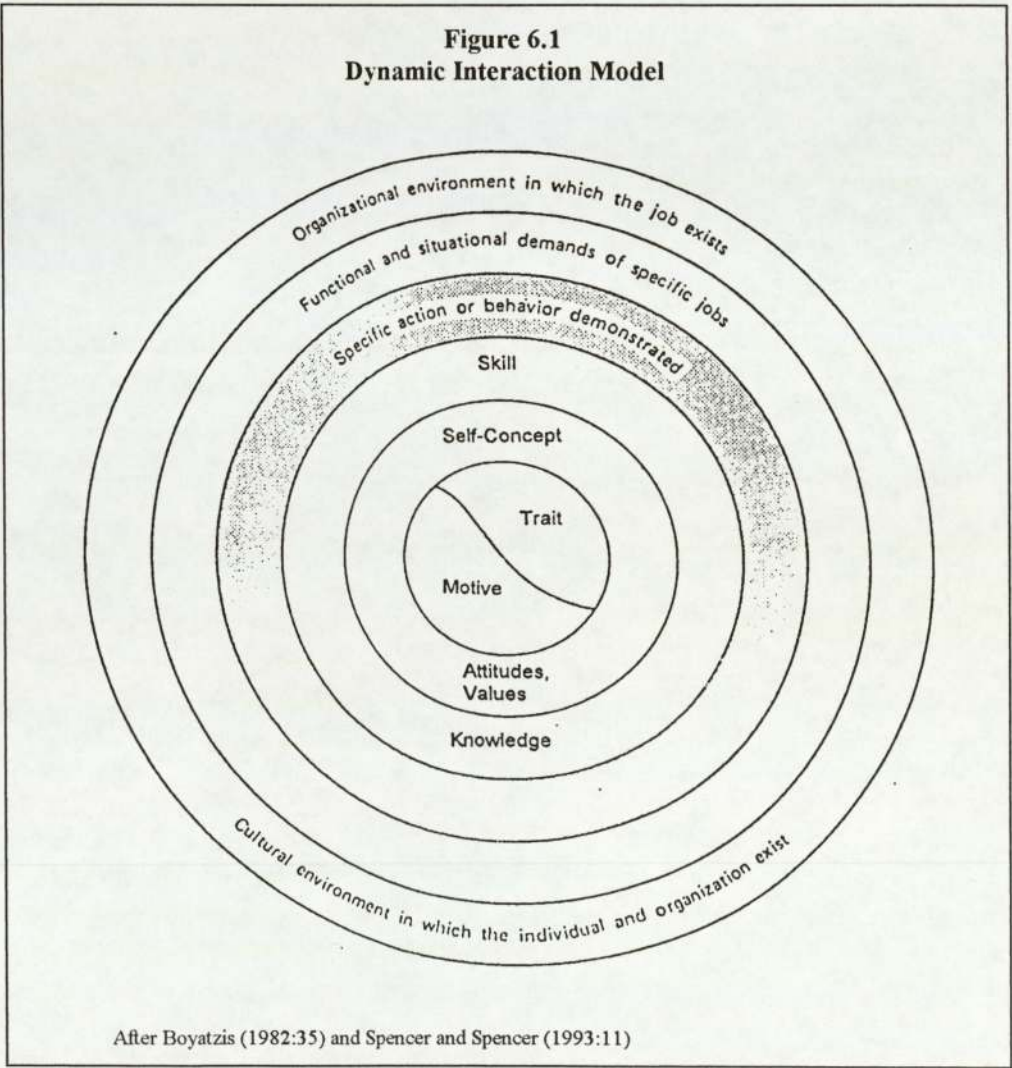 Figure 6.1
Dynamic Interaction Model
Organizational environment in which the job exists
Functional and situational demands of specific jobs
Specific action or behavior demonstrated
Skill
Self-Concept
Trait
Motive
Attitudes,
Values
Knowledge
Cultural environment in which the individual and organization exist
After Boyatzis (1982:35) and Spencer and Spencer (1993:11)